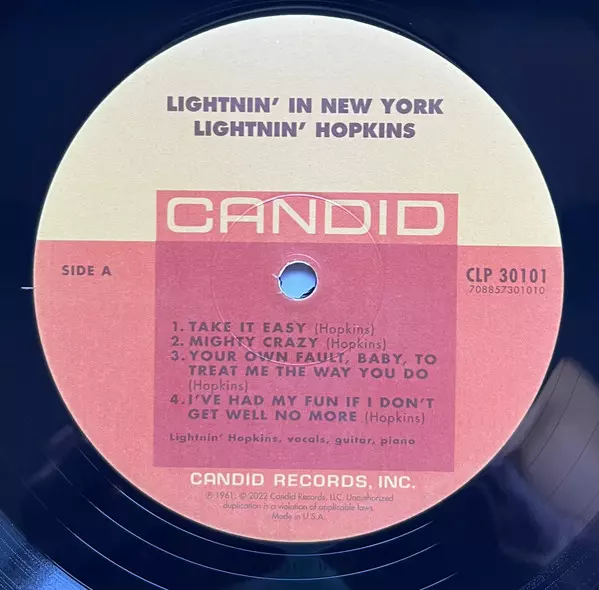 LIGHTNIN' IN NEW YORK
LIGHTNIN' HOPKINS
CANDID
SIDE A
CLP 30101
708857301010
1. TAKE IT EASY (Hopkins)
2. MIGHTY CRAZY (Hopkins)
3. YOUR OWN FAULT, BABY, TO
TREAT ME THE WAY YOU DO
(Hopkins)
4. I'VE HAD MY FUN IF I DON'T
GET WELL NO MORE (Hopkins)
Lightnin' Hopkins, vocals, guitar, piano
CANDID RECORDS, INC.
℗ 1961, © 2022 Candid Records, LLC. Unauthorized
duplication is a violation of applicable laws.
Made in U.S.A.